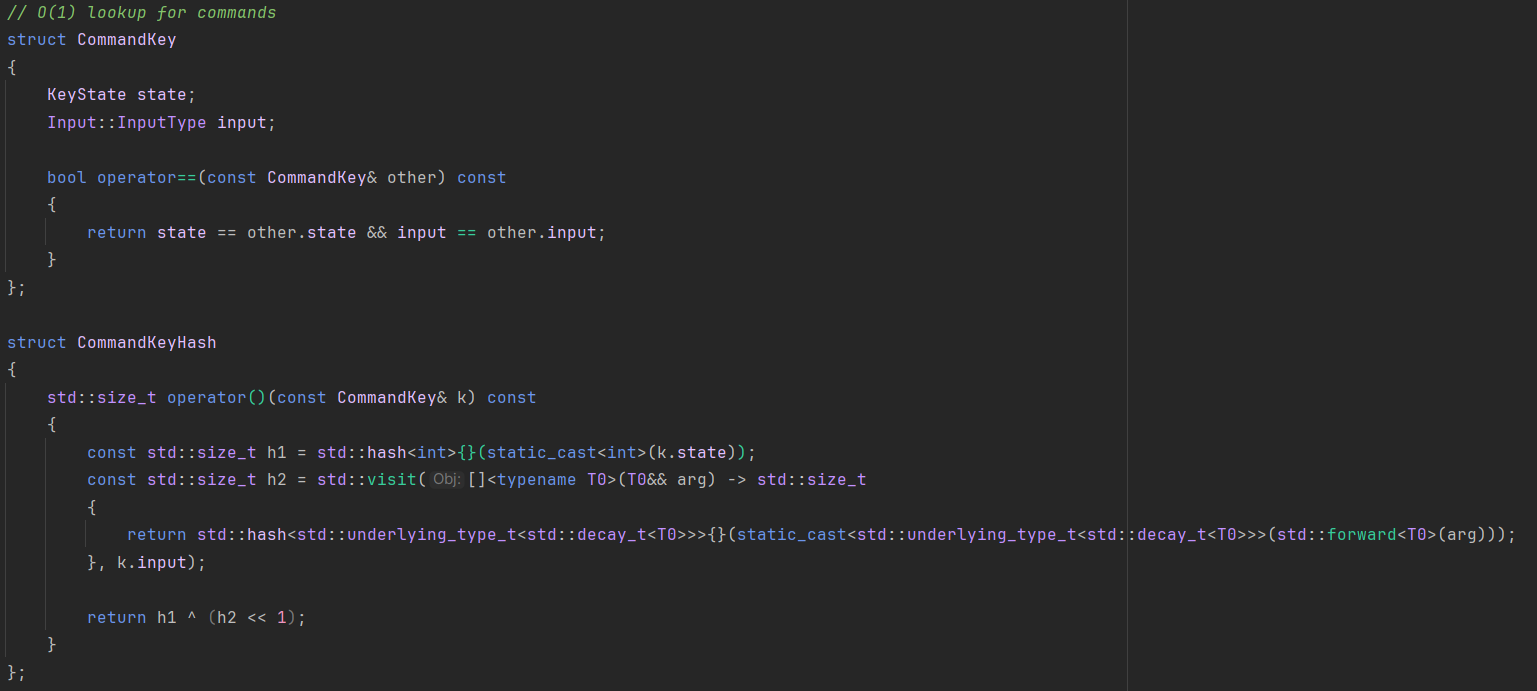 // O(1) lookup for commands
struct CommandKey
{
    KeyState state;
    Input::InputType input;

    bool operator==(const CommandKey& other) const
    {
        return state == other.state && input == other.input;
    }
};

struct CommandKeyHash
{
    std::size_t operator()(const CommandKey& k) const
    {
        const std::size_t h1 = std::hash<int>{}(static_cast<int>(k.state));
        const std::size_t h2 = std::visit( Obj: []<typename T0>(T0&& arg) -> std::size_t
        {
            return std::hash<std::underlying_type_t<std::decay_t<T0>>>{}(static_cast<std::underlying_type_t<std::decay_t<T0>>>(std::forward<T0>(arg)));
        }, k.input);

        return h1 ^ (h2 << 1);
    }
};